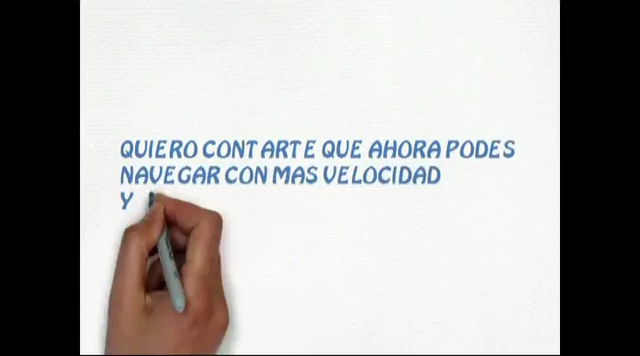 QUIERO CONTARTE QUE AHORA PODES
NAVEGAR CON MAS VELOCIDAD
Y